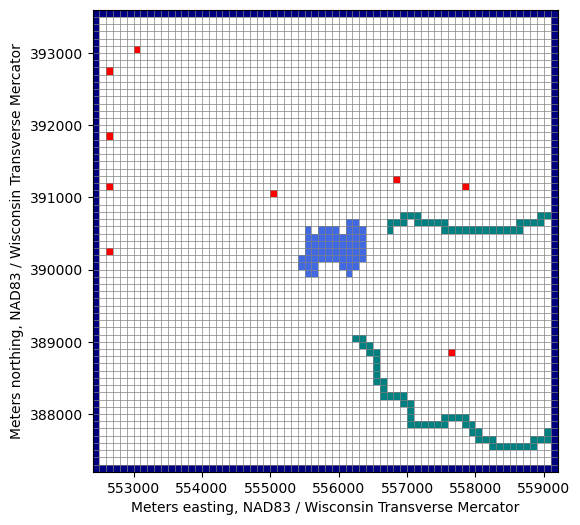 Meters northing, NAD83 / Wisconsin Transverse Mercator
393000
392000
391000
390000
389000
388000
553000 554000 555000 556000 557000 558000 559000
Meters easting, NAD83 / Wisconsin Transverse Mercator